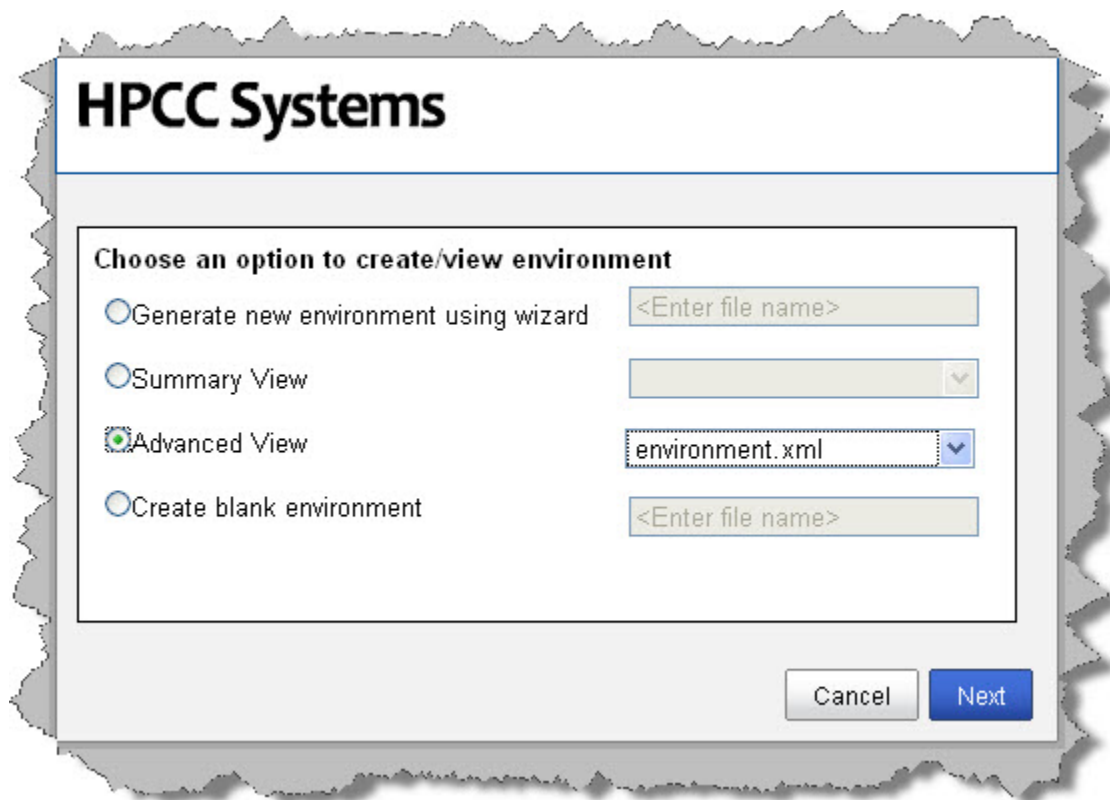 HPCC Systems
Choose an option to create/view environment
Generate new environment using wizard <Enter file name>
Summary View
Advanced View environment.xml
Create blank environment <Enter file name>
Cancel Next